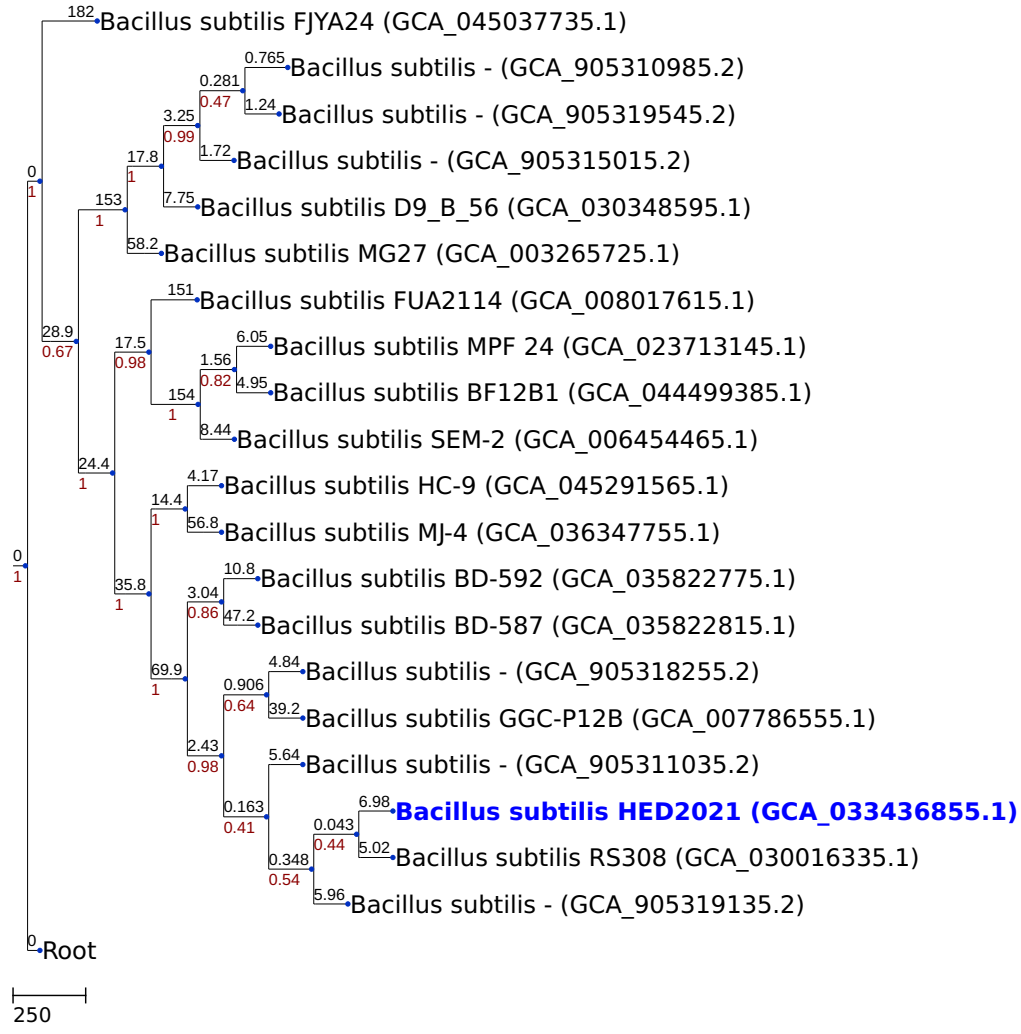 182 Bacillus subtilis FJYA24 (GCA_045037735.1)
0.765 Bacillus subtilis - (GCA_905310985.2)
0.281
0.47
1.24 Bacillus subtilis - (GCA_905319545.2)
3.25
0.99
1.72 Bacillus subtilis - (GCA_905315015.2)
17.8
1
0
1
7.75 Bacillus subtilis D9_B_56 (GCA_030348595.1)
153
1
58.2 Bacillus subtilis MG27 (GCA_003265725.1)
151 Bacillus subtilis FUA2114 (GCA_008017615.1)
28.9
0.67
17.5
0.98
6.05 Bacillus subtilis MPF 24 (GCA_023713145.1)
1.56
0.82
4.95 Bacillus subtilis BF12B1 (GCA_044499385.1)
154
1
8.44 Bacillus subtilis SEM-2 (GCA_006454465.1)
24.4
1
4.17 Bacillus subtilis HC-9 (GCA_045291565.1)
14.4
1
56.8 Bacillus subtilis MJ-4 (GCA_036347755.1)
0
1
10.8 Bacillus subtilis BD-592 (GCA_035822775.1)
35.8
1
3.04
0.86
47.2 Bacillus subtilis BD-587 (GCA_035822815.1)
69.9
1
4.84 Bacillus subtilis - (GCA_905318255.2)
0.906
0.64
39.2 Bacillus subtilis GGC-P12B (GCA_007786555.1)
2.43
0.98
5.64 Bacillus subtilis - (GCA_905311035.2)
0.163
0.41
6.98 Bacillus subtilis HED2021 (GCA_033436855.1)
0.043
0.44
5.02 Bacillus subtilis RS308 (GCA_030016335.1)
0.348
0.54
5.96 Bacillus subtilis - (GCA_905319135.2)
0 Root
250